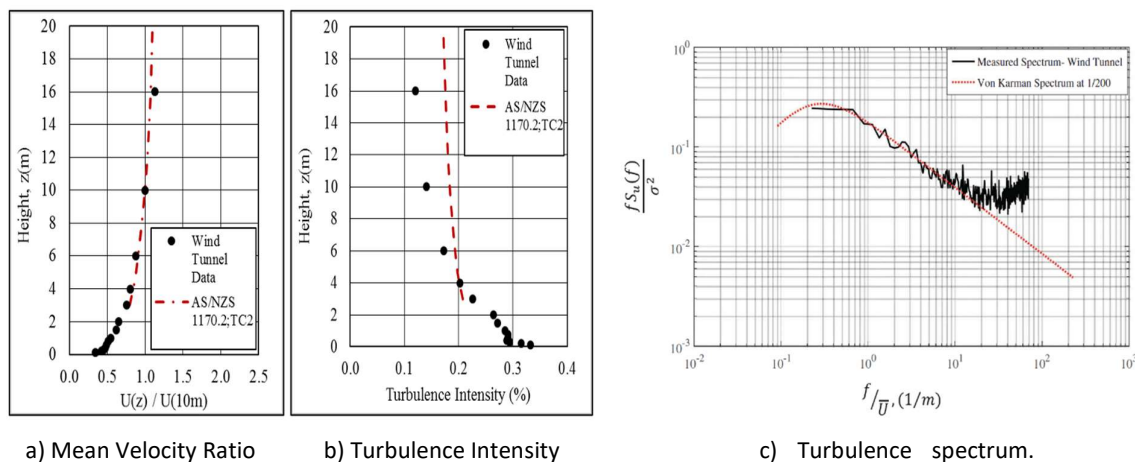 20
18
16
14
12
10
8
6
4
2
0
Height, z(m)
Wind
Tunnel
Data
AS/NZS
1170.2;TC2
0.0 0.5 1.0 1.5 2.0 2.5
U(z) / U(10m)
20
18
16
14
12
10
8
6
4
2
0
Height, z(m)
Wind
Tunnel
Data
AS/NZS
1170.2;TC2
0 0.1 0.2 0.3 0.4
Turbulence Intensity (%)
10^0
10^-1
10^-2
10^-3
fS_u(f)
σ^2
Measured Spectrum- Wind Tunnel
Von Karman Spectrum at 1/200
10^-2 10^-1 10^0 10^1 10^2 10^3
f/U̅, (1/m)
a) Mean Velocity Ratio b) Turbulence Intensity c) Turbulence spectrum.